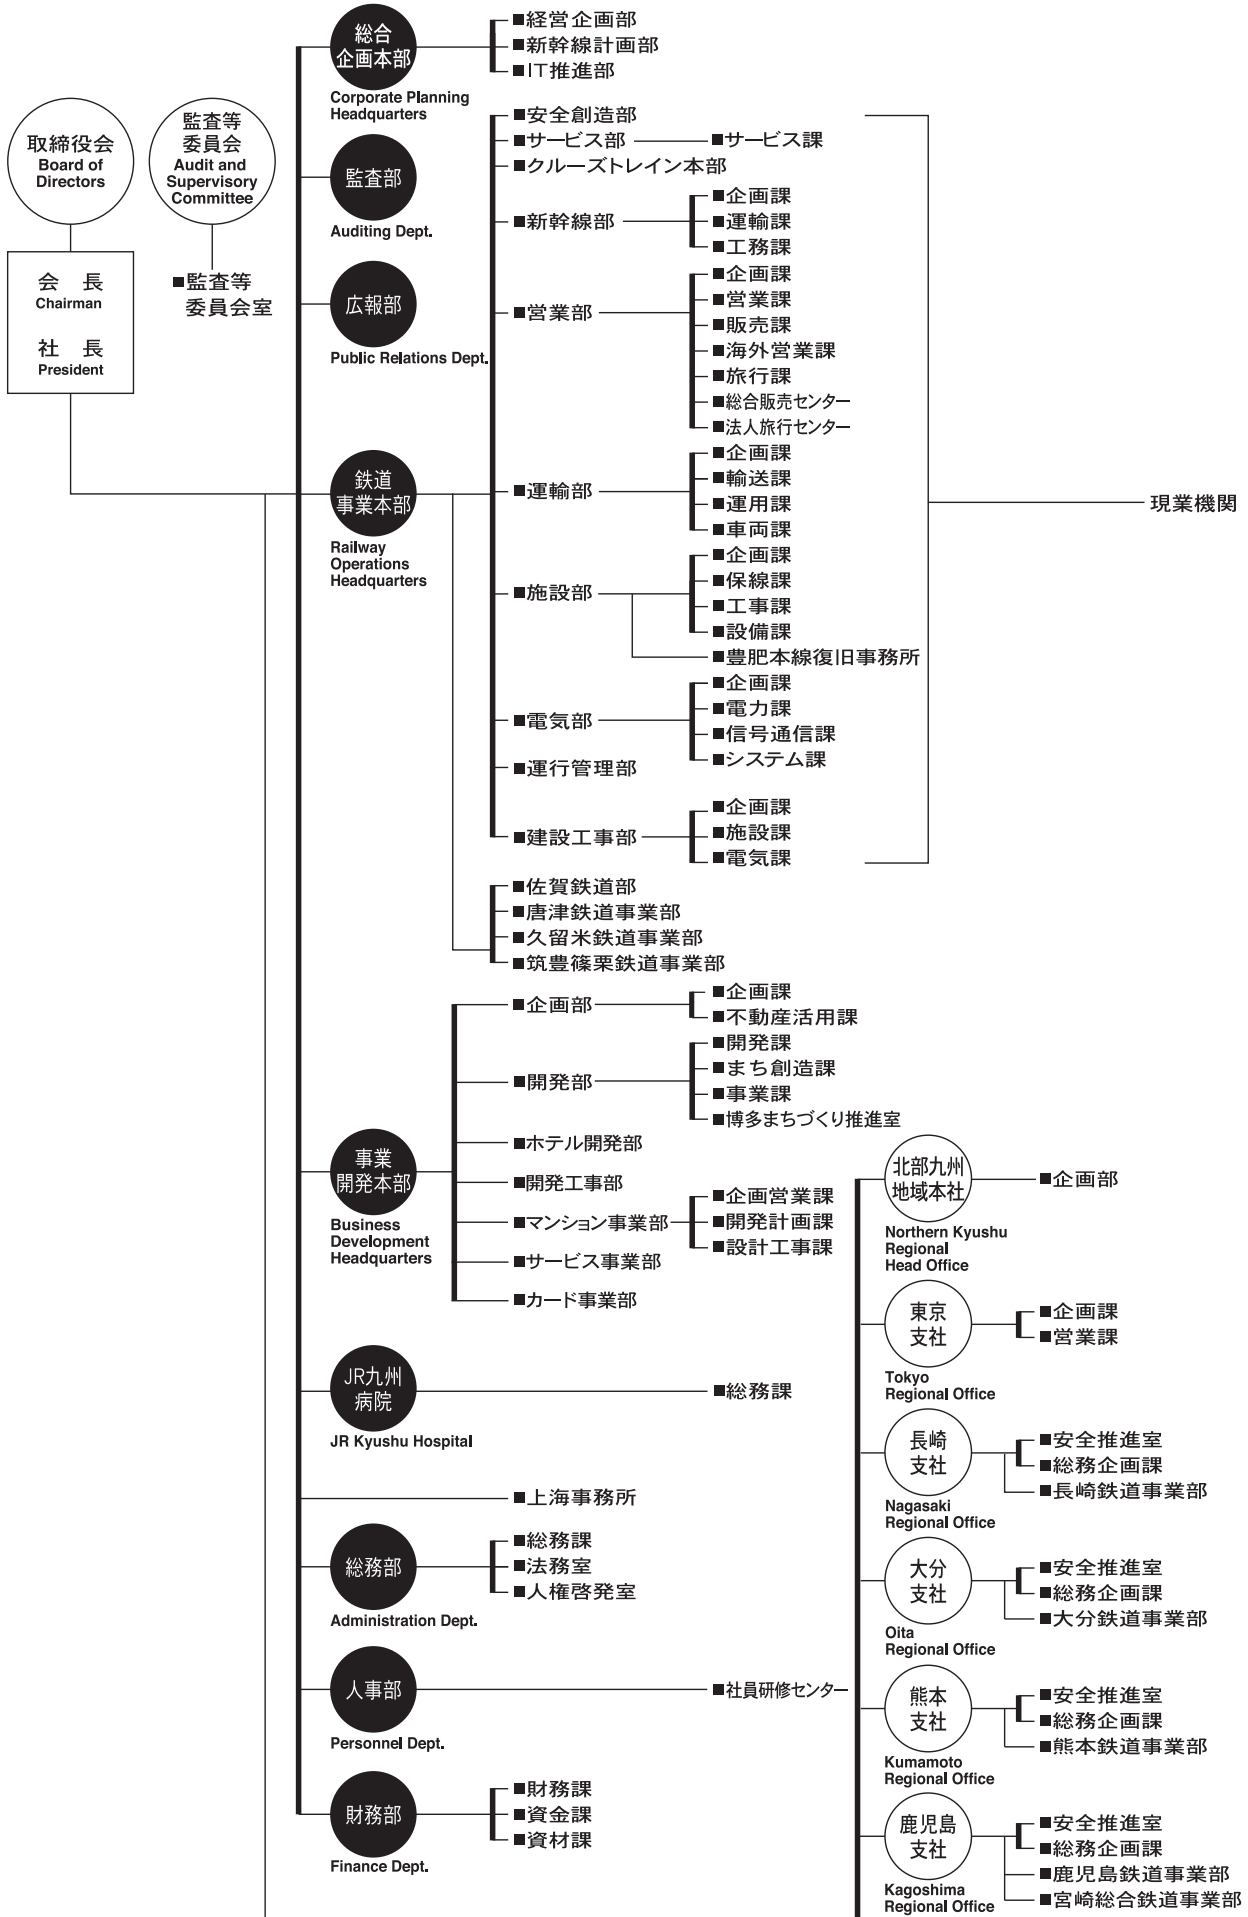 取締役会
Board of
Directors
会 長
Chairman
社 長
President
監査等
委員会
Audit and
Supervisory
Committee
■監査等
委員会室
総合
企画本部
Corporate Planning
Headquarters
■経営企画部
■新幹線計画部
■IT推進部
監査部
Auditing Dept.
広報部
Public Relations Dept.
鉄道
事業本部
Railway
Operations
Headquarters
■安全創造部
■サービス部
■サービス課
■クルーズトレイン本部
■新幹線部
■企画課
■運輸課
■工務課
■営業部
■企画課
■営業課
■販売課
■海外営業課
■旅行課
■総合販売センター
■法人旅行センター
■運輸部
■企画課
■輸送課
■運用課
■車両課
■施設部
■企画課
■保線課
■工事課
■設備課
■豊肥本線復旧事務所
■電気部
■企画課
■電力課
■信号通信課
■システム課
■運行管理部
■建設工事部
■企画課
■施設課
■電気課
現業機関
■佐賀鉄道部
■唐津鉄道事業部
■久留米鉄道事業部
■筑豊篠栗鉄道事業部
事業
開発本部
Business
Development
Headquarters
■企画部
■企画課
■不動産活用課
■開発部
■開発課
■まち創造課
■事業課
■博多まちづくり推進室
■ホテル開発部
■開発工事部
■マンション事業部
■企画営業課
■開発計画課
■設計工事課
■サービス事業部
■カード事業部
JR九州
病院
JR Kyushu Hospital
■総務課
■上海事務所
総務部
Administration Dept.
■総務課
■法務室
■人権啓発室
人事部
Personnel Dept.
■社員研修センター
財務部
Finance Dept.
■財務課
■資金課
■資材課
北部九州
地域本社
Northern Kyushu
Regional
Head Office
■企画部
東京
支社
Tokyo
Regional Office
■企画課
■営業課
長崎
支社
Nagasaki
Regional Office
■安全推進室
■総務企画課
■長崎鉄道事業部
大分
支社
Oita
Regional Office
■安全推進室
■総務企画課
■大分鉄道事業部
熊本
支社
Kumamoto
Regional Office
■安全推進室
■総務企画課
■熊本鉄道事業部
鹿児島
支社
Kagoshima
Regional Office
■安全推進室
■総務企画課
■鹿児島鉄道事業部
■宮崎総合鉄道事業部